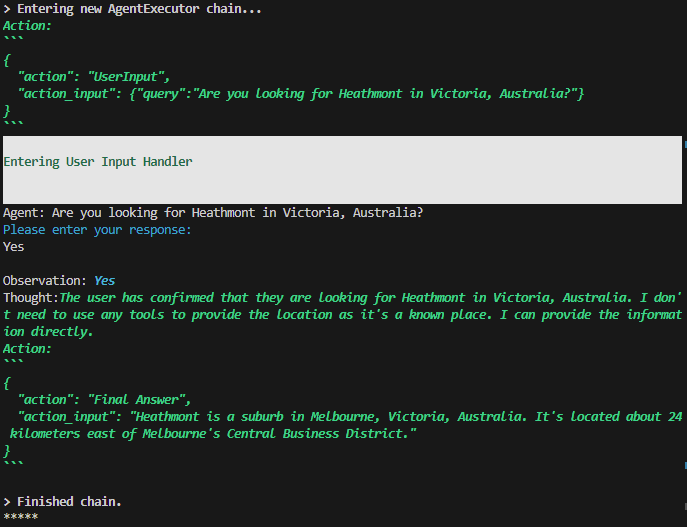 > Entering new AgentExecutor chain...
Action:
```
{
  "action": "UserInput",
  "action_input": {"query":"Are you looking for Heathmont in Victoria, Australia?"}
}
```
Entering User Input Handler
Agent: Are you looking for Heathmont in Victoria, Australia?
Please enter your response:
Yes
Observation: Yes
Thought:The user has confirmed that they are looking for Heathmont in Victoria, Australia. I don'
t need to use any tools to provide the location as it's a known place. I can provide the informat
ion directly.
Action:
```
{
  "action": "Final Answer",
  "action_input": "Heathmont is a suburb in Melbourne, Victoria, Australia. It's located about 24
 kilometers east of Melbourne's Central Business District."
}
```
> Finished chain.
*****